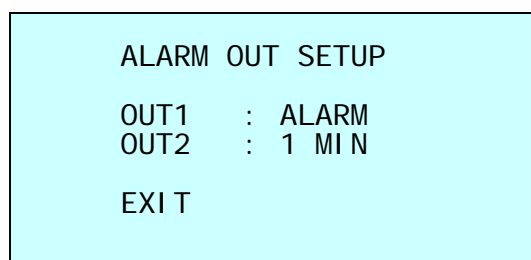 ALARM OUT SETUP
OUT1 : ALARM
OUT2 : 1 MIN
EXIT